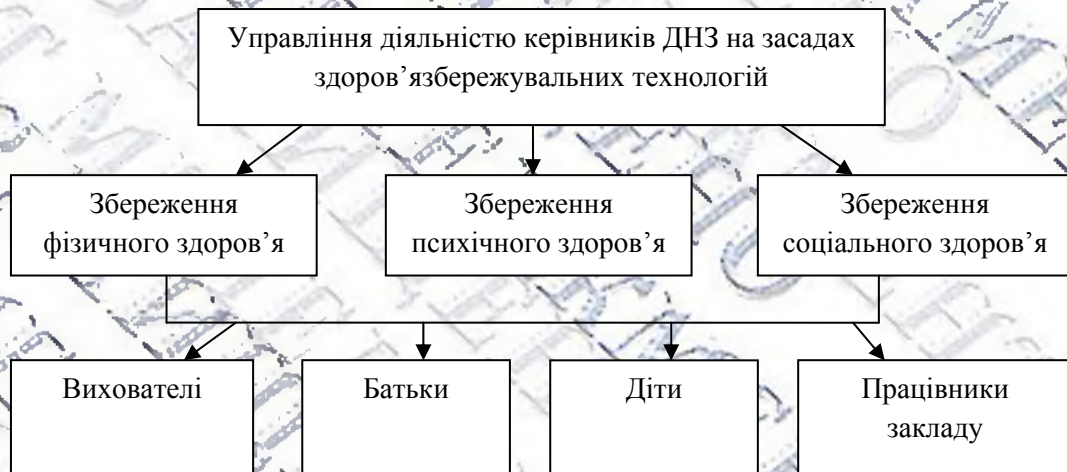 Управління діяльністю керівників ДНЗ на засадах
здоров’язбережувальних технологій
Збереження
фізичного здоров’я
Збереження
психічного здоров’я
Збереження
соціального здоров’я
Вихователі
Батьки
Діти
Працівники
закладу